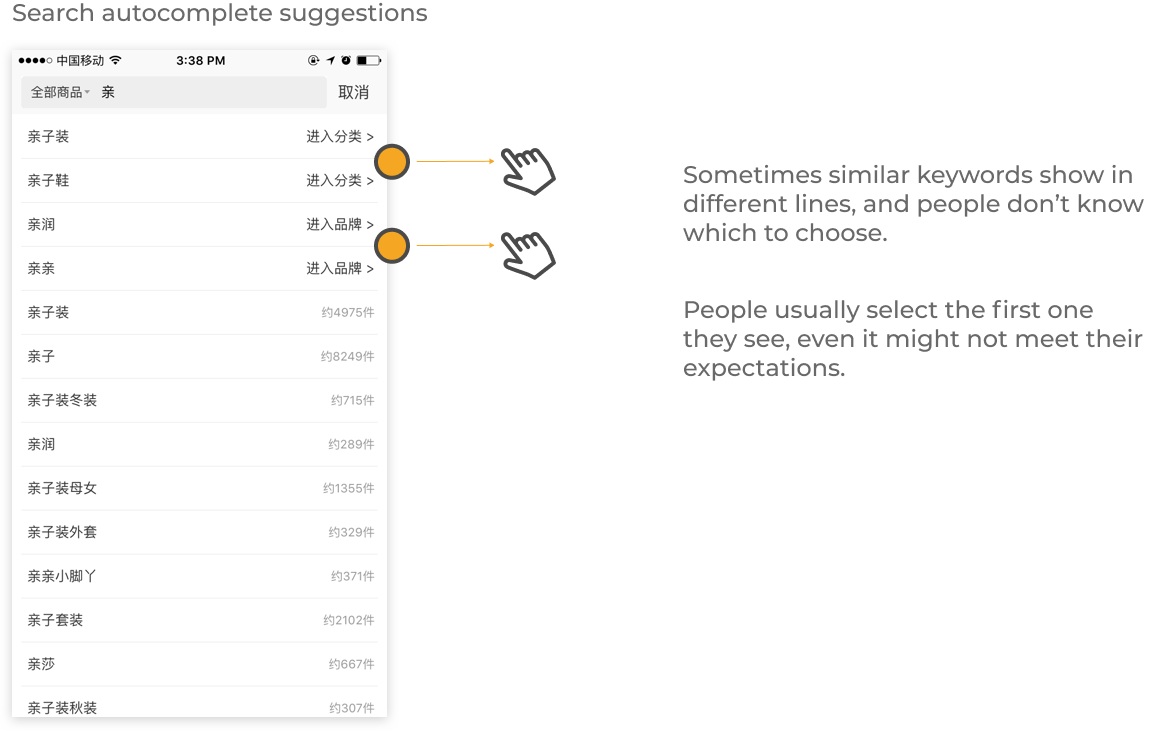 Search autocomplete suggestions
中国移动 3:38 PM
全部商品 亲 取消
亲子装 进入分类 >
亲子鞋 进入分类 >
亲润 进入品牌 >
亲亲 进入品牌 >
亲子装 约4975件
亲子 约8249件
亲子装冬装 约715件
亲润 约289件
亲子装母女 约1355件
亲子装外套 约329件
亲亲小脚丫 约371件
亲子套装 约2102件
亲莎 约667件
亲子装秋装 约307件
Sometimes similar keywords show in
different lines, and people don’t know
which to choose.
People usually select the first one
they see, even it might not meet their
expectations.